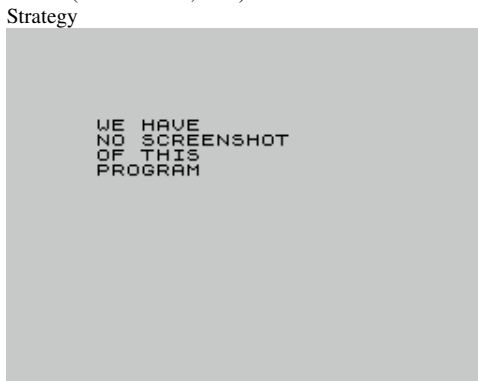 Strategy
WE HAVE
NO SCREENSHOT
OF THIS
PROGRAM